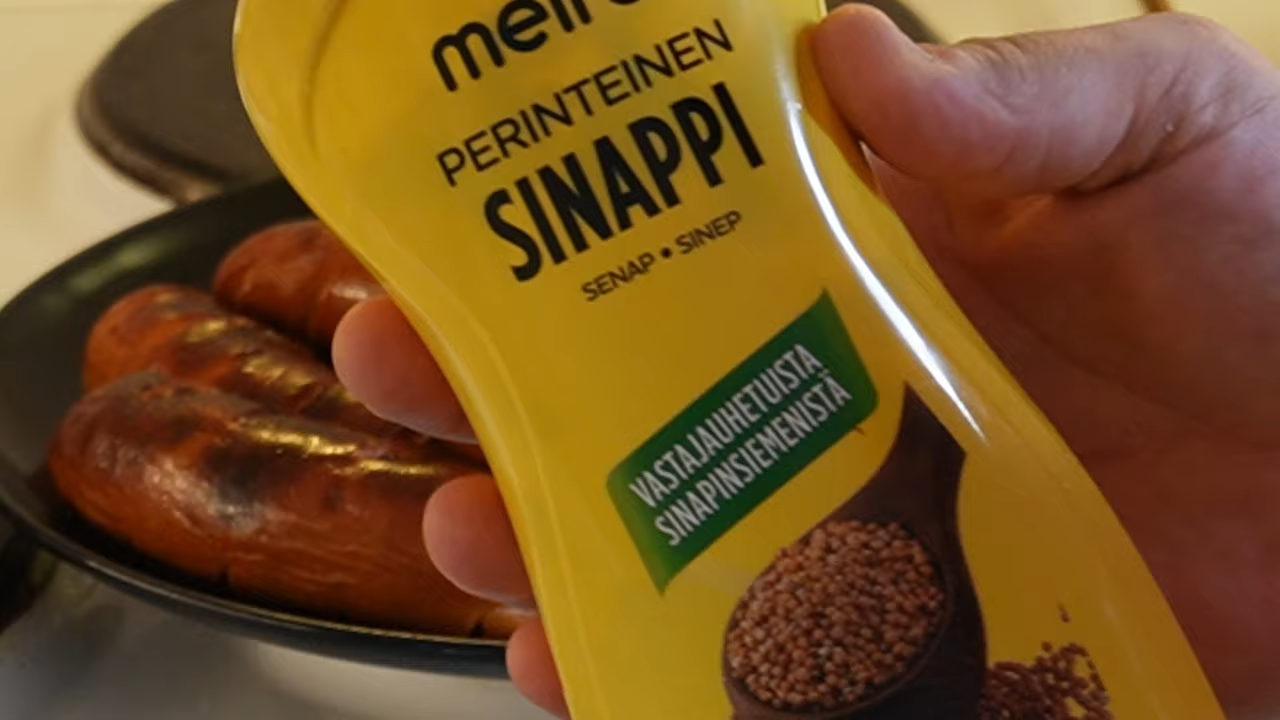 PERINTEINEN
SINAPPI
SENAP • SINEP
VASTAJAUHETUISTA
SINAPINSIEMENISTÄ